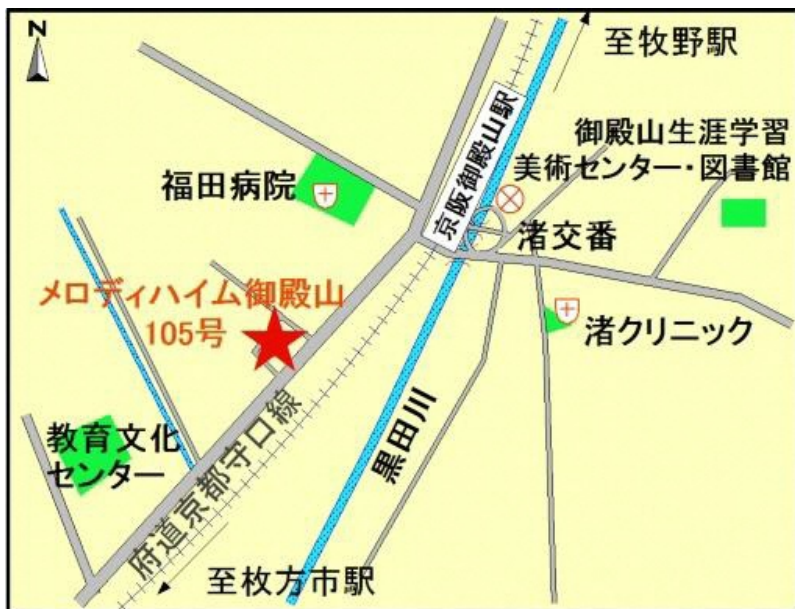 N
至牧野駅
御殿山生涯学習
美術センター・図書館
京阪御殿山駅
福田病院
渚交番
メロディハイム御殿山
105号
渚クリニック
黒田川
教育文化
センター
府道京都守口線
至枚方市駅